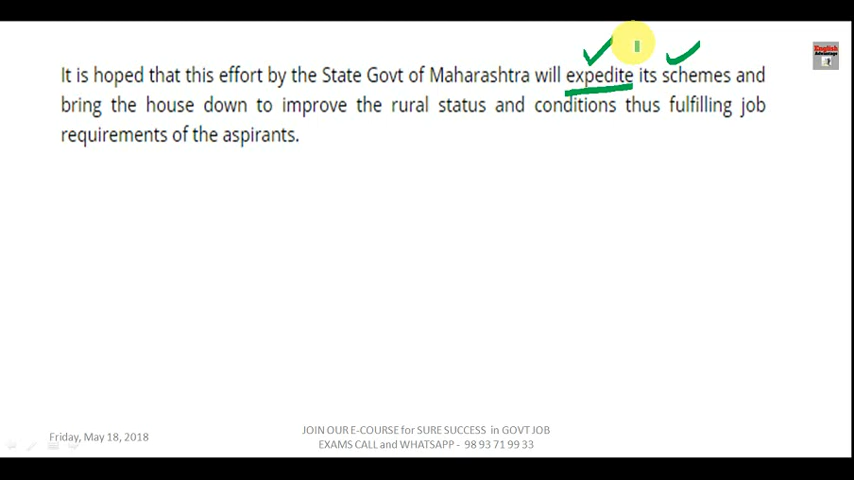 It is hoped that this effort by the State Govt of Maharashtra will expedite its schemes and
bring the house down to improve the rural status and conditions thus fulfilling job
requirements of the aspirants.
English
Advantage
Friday, May 18, 2018
JOIN OUR E-COURSE for SURE SUCCESS in GOVT JOB
EXAMS CALL and WHATSAPP - 98 93 71 99 33